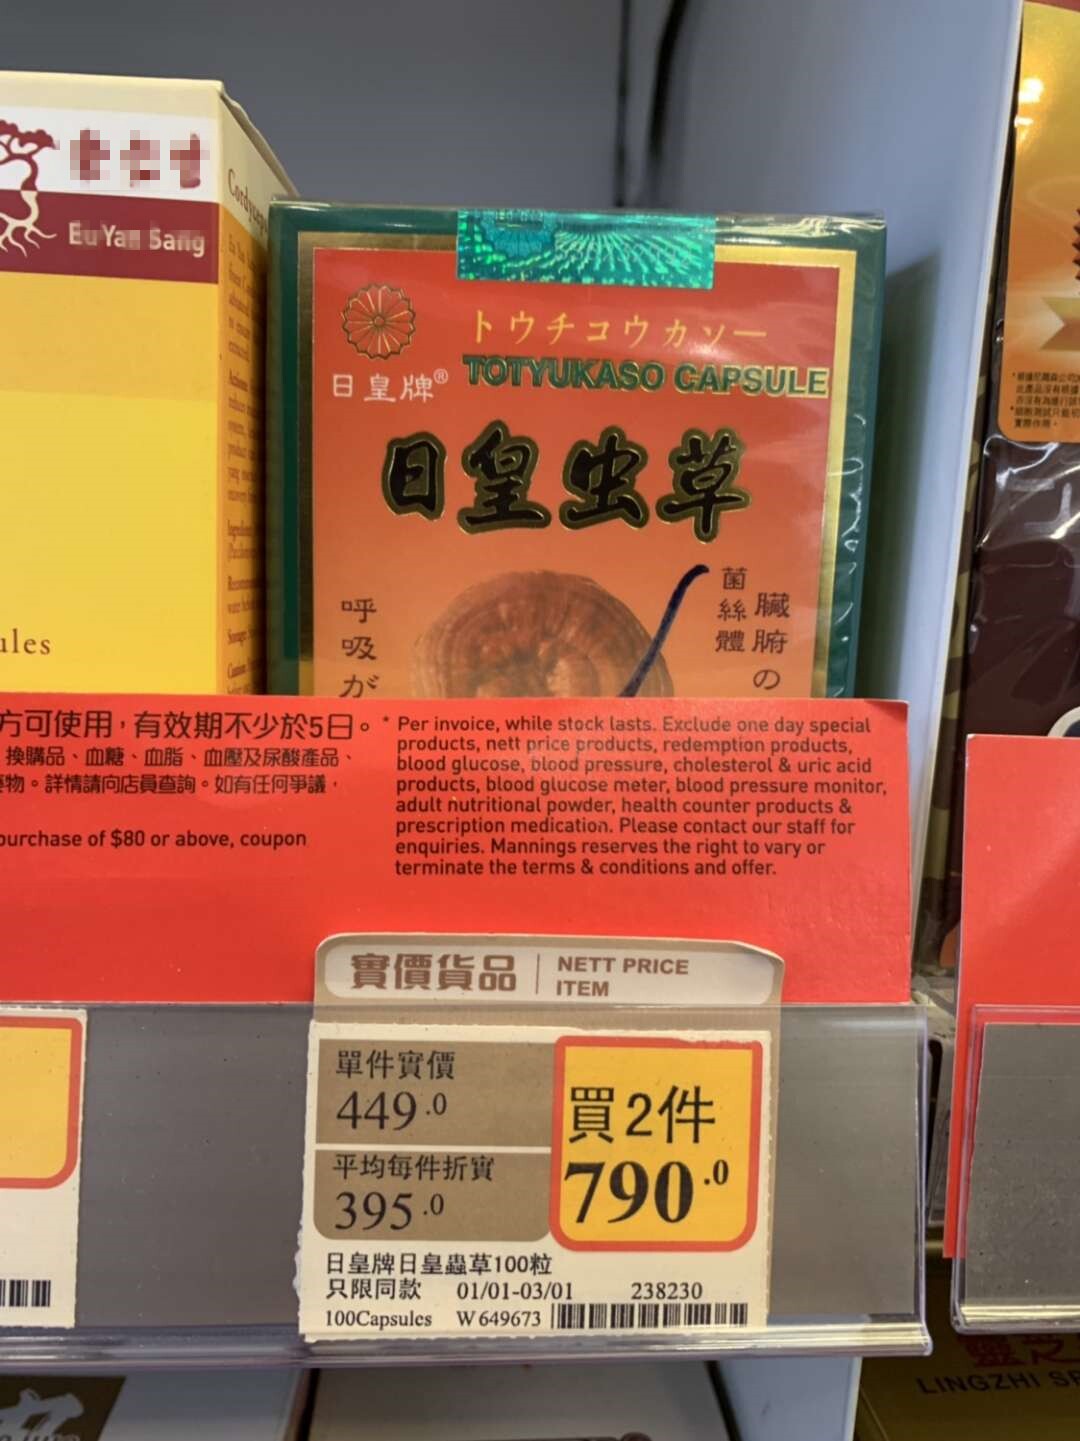 Eu Yan Sang
ules
日皇牌®
トウチコウカソー
TOTYUKASO CAPSULE
日皇虫草
菌絲體
臟腑の
呼吸が
方可使用，有效期不少於5日。
換購品、血糖、血脂、血壓及尿酸產品、
物。詳情請向店員查詢。如有任何爭議，
purchase of $80 or above, coupon
* Per invoice, while stock lasts. Exclude one day special
products, nett price products, redemption products,
blood glucose, blood pressure, cholesterol & uric acid
products, blood glucose meter, blood pressure monitor,
adult nutritional powder, health counter products &
prescription medication. Please contact our staff for
enquiries. Mannings reserves the right to vary or
terminate the terms & conditions and offer.
實價貨品
NETT PRICE
ITEM
單件實價
449.0
平均每件折實
395.0
買2件
790.0
日皇牌日皇蟲草100粒
只限同款 01/01-03/01 238230
100Capsules W649673
LINGZHI